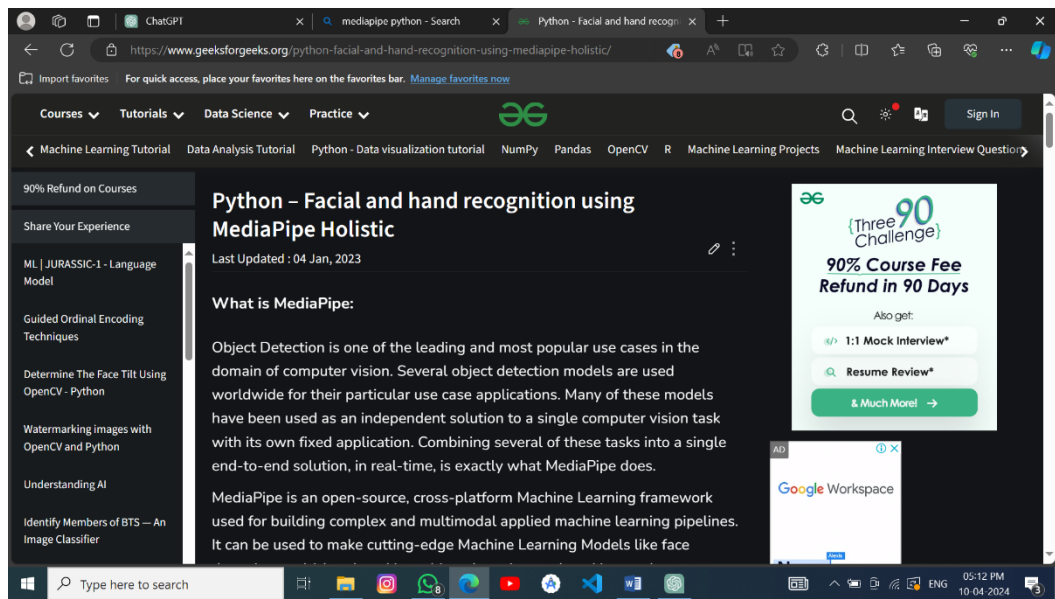 ChatGPT
mediapipe python - Search
Python - Facial and hand recogni
https://www.geeksforgeeks.org/python-facial-and-hand-recognition-using-mediapipe-holistic/
Import favorites For quick access, place your favorites here on the favorites bar. Manage favorites now
Courses Tutorials Data Science Practice Sign In
Machine Learning Tutorial Data Analysis Tutorial Python - Data visualization tutorial NumPy Pandas OpenCV R Machine Learning Projects Machine Learning Interview Question
90% Refund on Courses
Share Your Experience
ML | JURASSIC-1 - Language
Model
Guided Ordinal Encoding
Techniques
Determine The Face Tilt Using
OpenCV - Python
Watermarking images with
OpenCV and Python
Understanding AI
Identify Members of BTS — An
Image Classifier
Python – Facial and hand recognition using
MediaPipe Holistic
Last Updated : 04 Jan, 2023
What is MediaPipe:
Object Detection is one of the leading and most popular use cases in the
domain of computer vision. Several object detection models are used
worldwide for their particular use case applications. Many of these models
have been used as an independent solution to a single computer vision task
with its own fixed application. Combining several of these tasks into a single
end-to-end solution, in real-time, is exactly what MediaPipe does.
MediaPipe is an open-source, cross-platform Machine Learning framework
used for building complex and multimodal applied machine learning pipelines.
It can be used to make cutting-edge Machine Learning Models like face
{Three 90
Challenge}
90% Course Fee
Refund in 90 Days
Also get:
1:1 Mock Interview*
Resume Review*
& Much More! →
AD
Google Workspace
Alexis
Type here to search
8
ENG
05:12 PM
10-04-2024
3